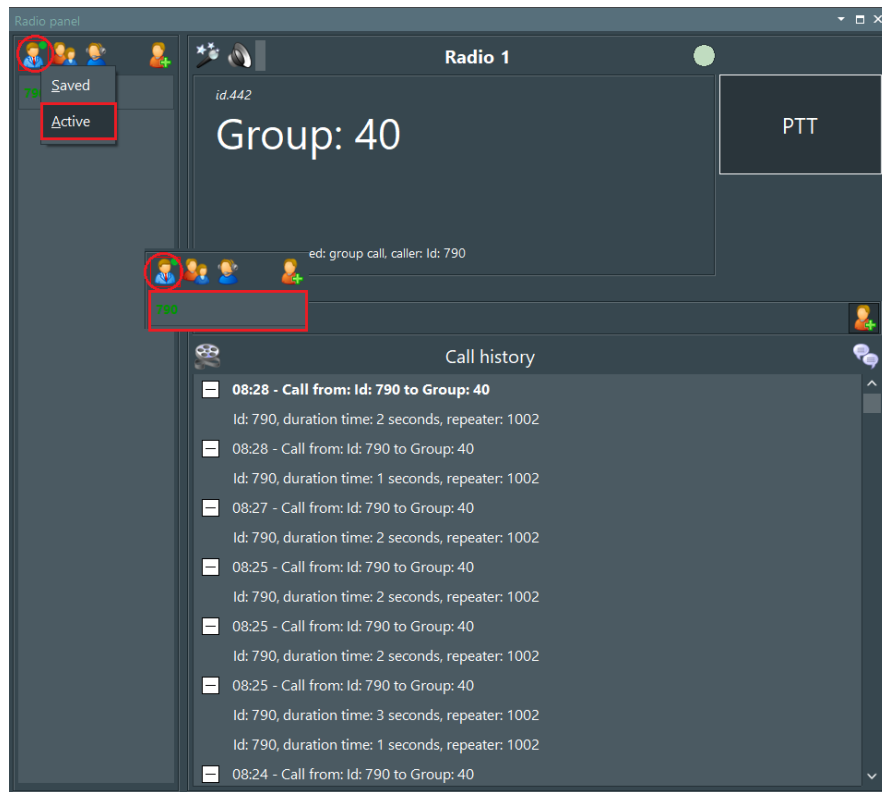 Radio panel
Saved
Active
Radio 1
id.442
Group: 40
PTT
ed: group call, caller: Id: 790
790
Call history
08:28 - Call from: Id: 790 to Group: 40
Id: 790, duration time: 2 seconds, repeater: 1002
08:28 - Call from: Id: 790 to Group: 40
Id: 790, duration time: 1 seconds, repeater: 1002
08:27 - Call from: Id: 790 to Group: 40
Id: 790, duration time: 2 seconds, repeater: 1002
08:25 - Call from: Id: 790 to Group: 40
Id: 790, duration time: 2 seconds, repeater: 1002
08:25 - Call from: Id: 790 to Group: 40
Id: 790, duration time: 2 seconds, repeater: 1002
08:25 - Call from: Id: 790 to Group: 40
Id: 790, duration time: 3 seconds, repeater: 1002
Id: 790, duration time: 1 seconds, repeater: 1002
08:24 - Call from: Id: 790 to Group: 40